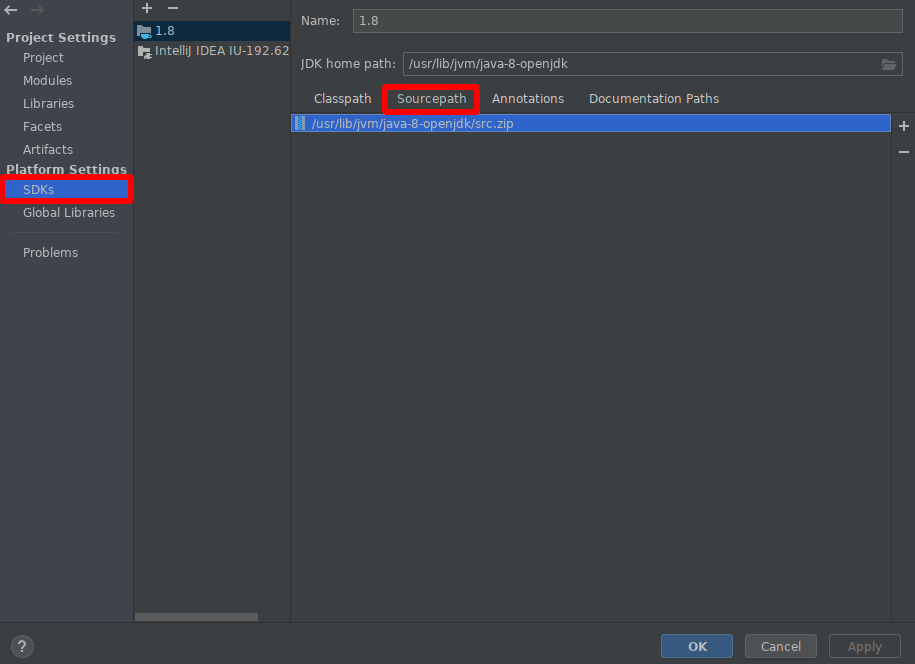 Project Settings
Project
Modules
Libraries
Facets
Artifacts
Platform Settings
SDKs
Global Libraries
Problems
1.8
IntelliJ IDEA IU-192.62
Name: 1.8
JDK home path: /usr/lib/jvm/java-8-openjdk
Classpath Sourcepath Annotations Documentation Paths
/usr/lib/jvm/java-8-openjdk/src.zip
? OK Cancel Apply